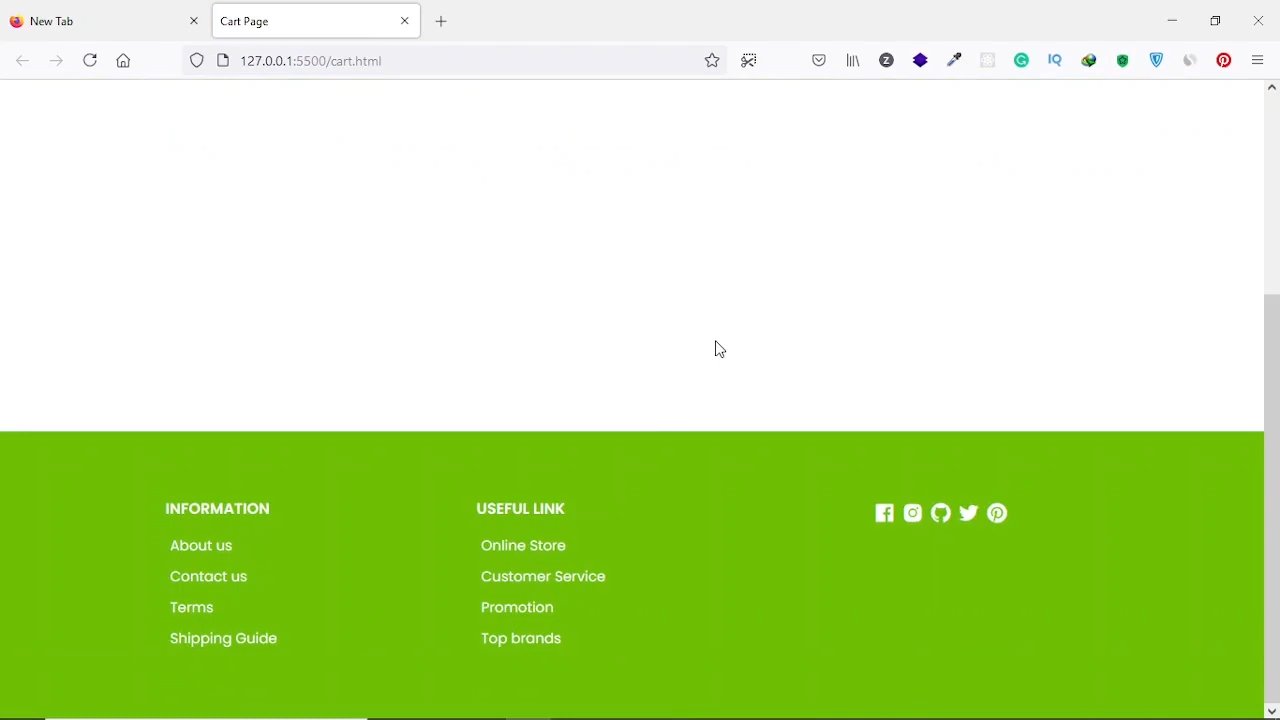 New Tab
Cart Page
127.0.0.1:5500/cart.html
Z
IQ
INFORMATION
About us
Contact us
Terms
Shipping Guide
USEFUL LINK
Online Store
Customer Service
Promotion
Top brands